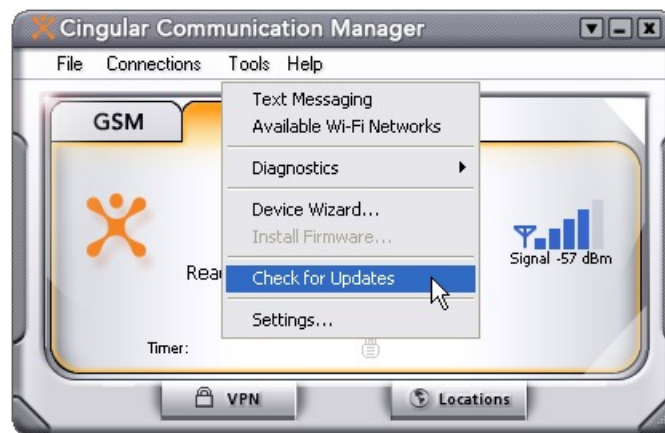 Cingular Communication Manager
File Connections Tools Help
GSM
Text Messaging
Available Wi-Fi Networks
Diagnostics
Device Wizard...
Install Firmware...
Check for Updates
Settings...
Signal -57 dBm
Timer:
VPN Locations